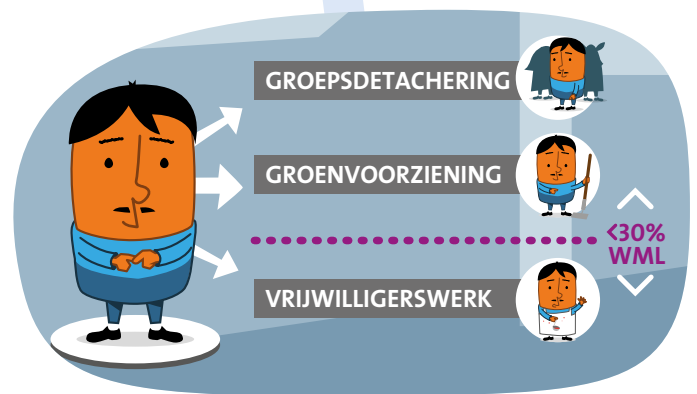 GROEPSDETACHERING
GROENVOORZIENING
<30%
WML
VRIJWILLIGERSWERK